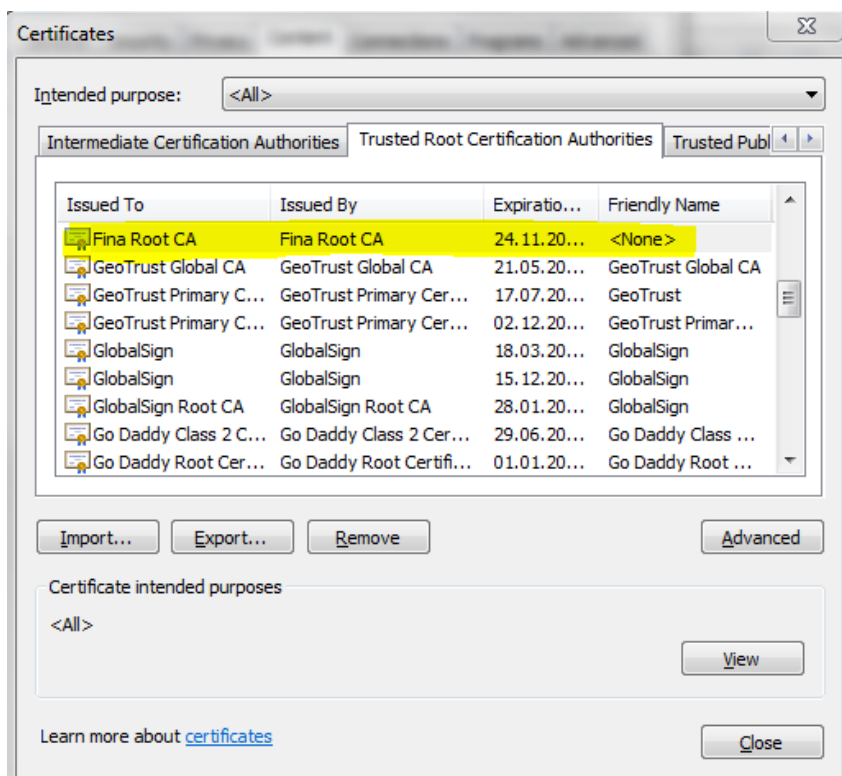 Certificates
Intended purpose: <All>
Intermediate Certification Authorities Trusted Root Certification Authorities Trusted Publ
Issued To Issued By Expiratio... Friendly Name
Fina Root CA Fina Root CA 24.11.20... <None>
GeoTrust Global CA GeoTrust Global CA 21.05.20... GeoTrust Global CA
GeoTrust Primary C... GeoTrust Primary Cer... 17.07.20... GeoTrust
GeoTrust Primary C... GeoTrust Primary Cer... 02.12.20... GeoTrust Primar...
GlobalSign GlobalSign 18.03.20... GlobalSign
GlobalSign GlobalSign 15.12.20... GlobalSign
GlobalSign Root CA GlobalSign Root CA 28.01.20... GlobalSign
Go Daddy Class 2 C... Go Daddy Class 2 Cer... 29.06.20... Go Daddy Class ...
Go Daddy Root Cer... Go Daddy Root Certifi... 01.01.20... Go Daddy Root ...
Import... Export... Remove Advanced
Certificate intended purposes
<All>
View
Learn more about certificates
Close